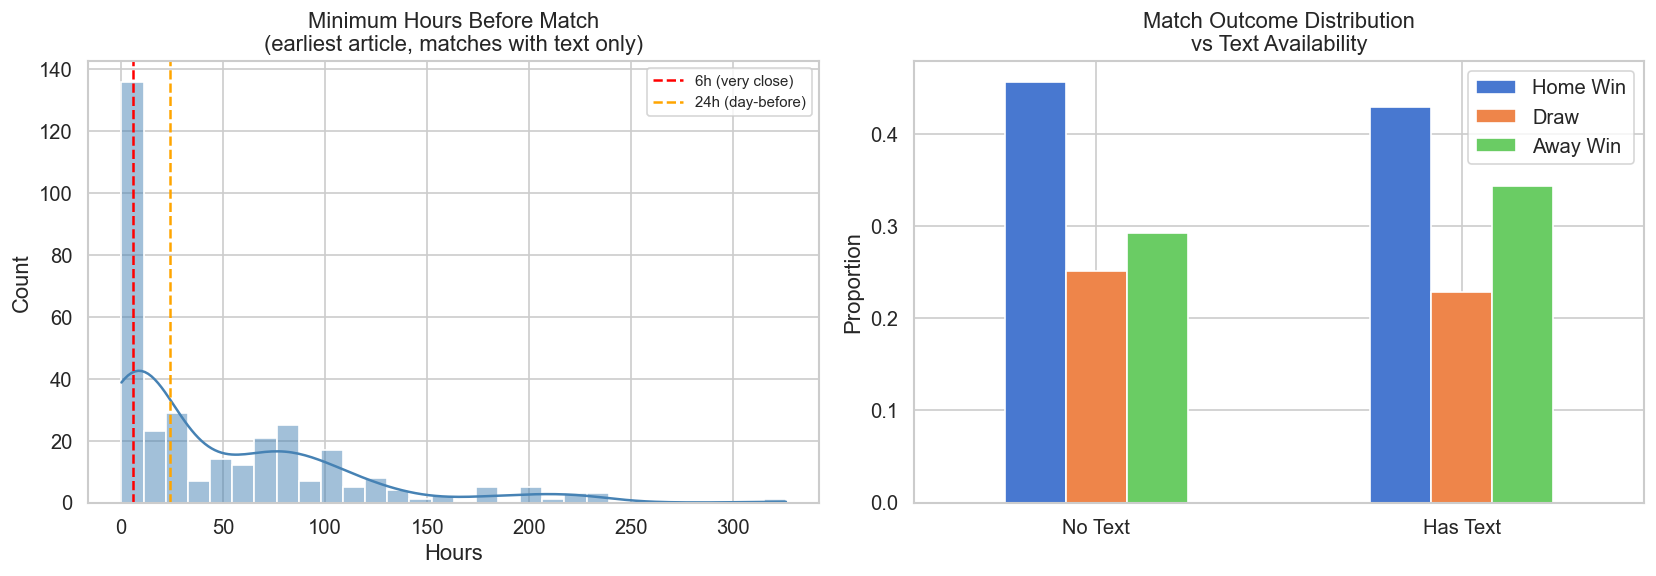 Minimum Hours Before Match
(earliest article, matches with text only)
6h (very close)
24h (day-before)
140
120
100
80
60
40
20
0
Count
0 50 100 150 200 250 300
Hours
Match Outcome Distribution
vs Text Availability
Home Win
Draw
Away Win
0.4
0.3
0.2
0.1
0.0
Proportion
No Text Has Text